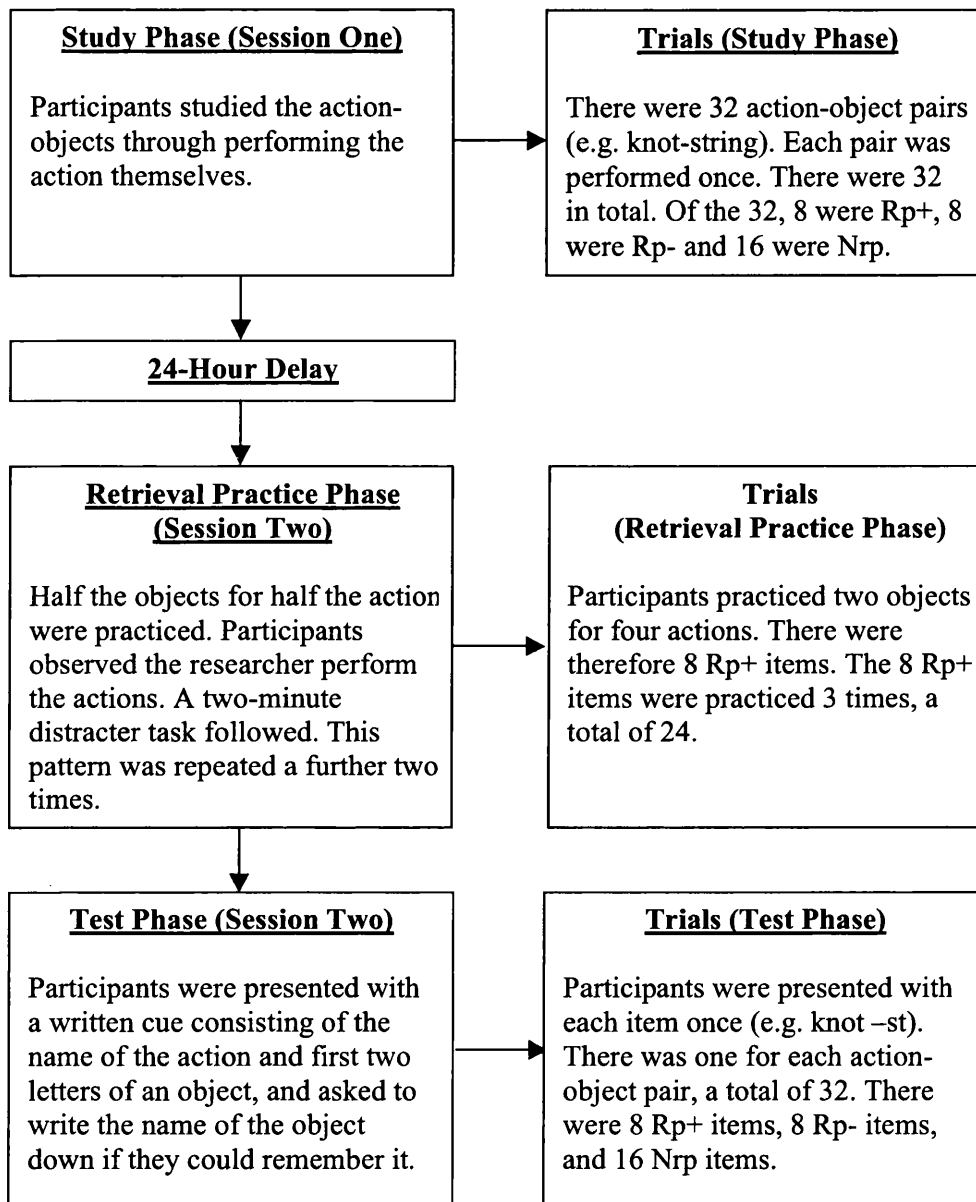 Study Phase (Session One)
Participants studied the action-
objects through performing the
action themselves.
Trials (Study Phase)
There were 32 action-object pairs
(e.g. knot-string). Each pair was
performed once. There were 32
in total. Of the 32, 8 were Rp+, 8
were Rp- and 16 were Nrp.
24-Hour Delay
Retrieval Practice Phase
(Session Two)
Half the objects for half the action
were practiced. Participants
observed the researcher perform
the actions. A two-minute
distracter task followed. This
pattern was repeated a further two
times.
Trials
(Retrieval Practice Phase)
Participants practiced two objects
for four actions. There were
therefore 8 Rp+ items. The 8 Rp+
items were practiced 3 times, a
total of 24.
Test Phase (Session Two)
Participants were presented with
a written cue consisting of the
name of the action and first two
letters of an object, and asked to
write the name of the object
down if they could remember it.
Trials (Test Phase)
Participants were presented with
each item once (e.g. knot –st).
There was one for each action-
object pair, a total of 32. There
were 8 Rp+ items, 8 Rp- items,
and 16 Nrp items.